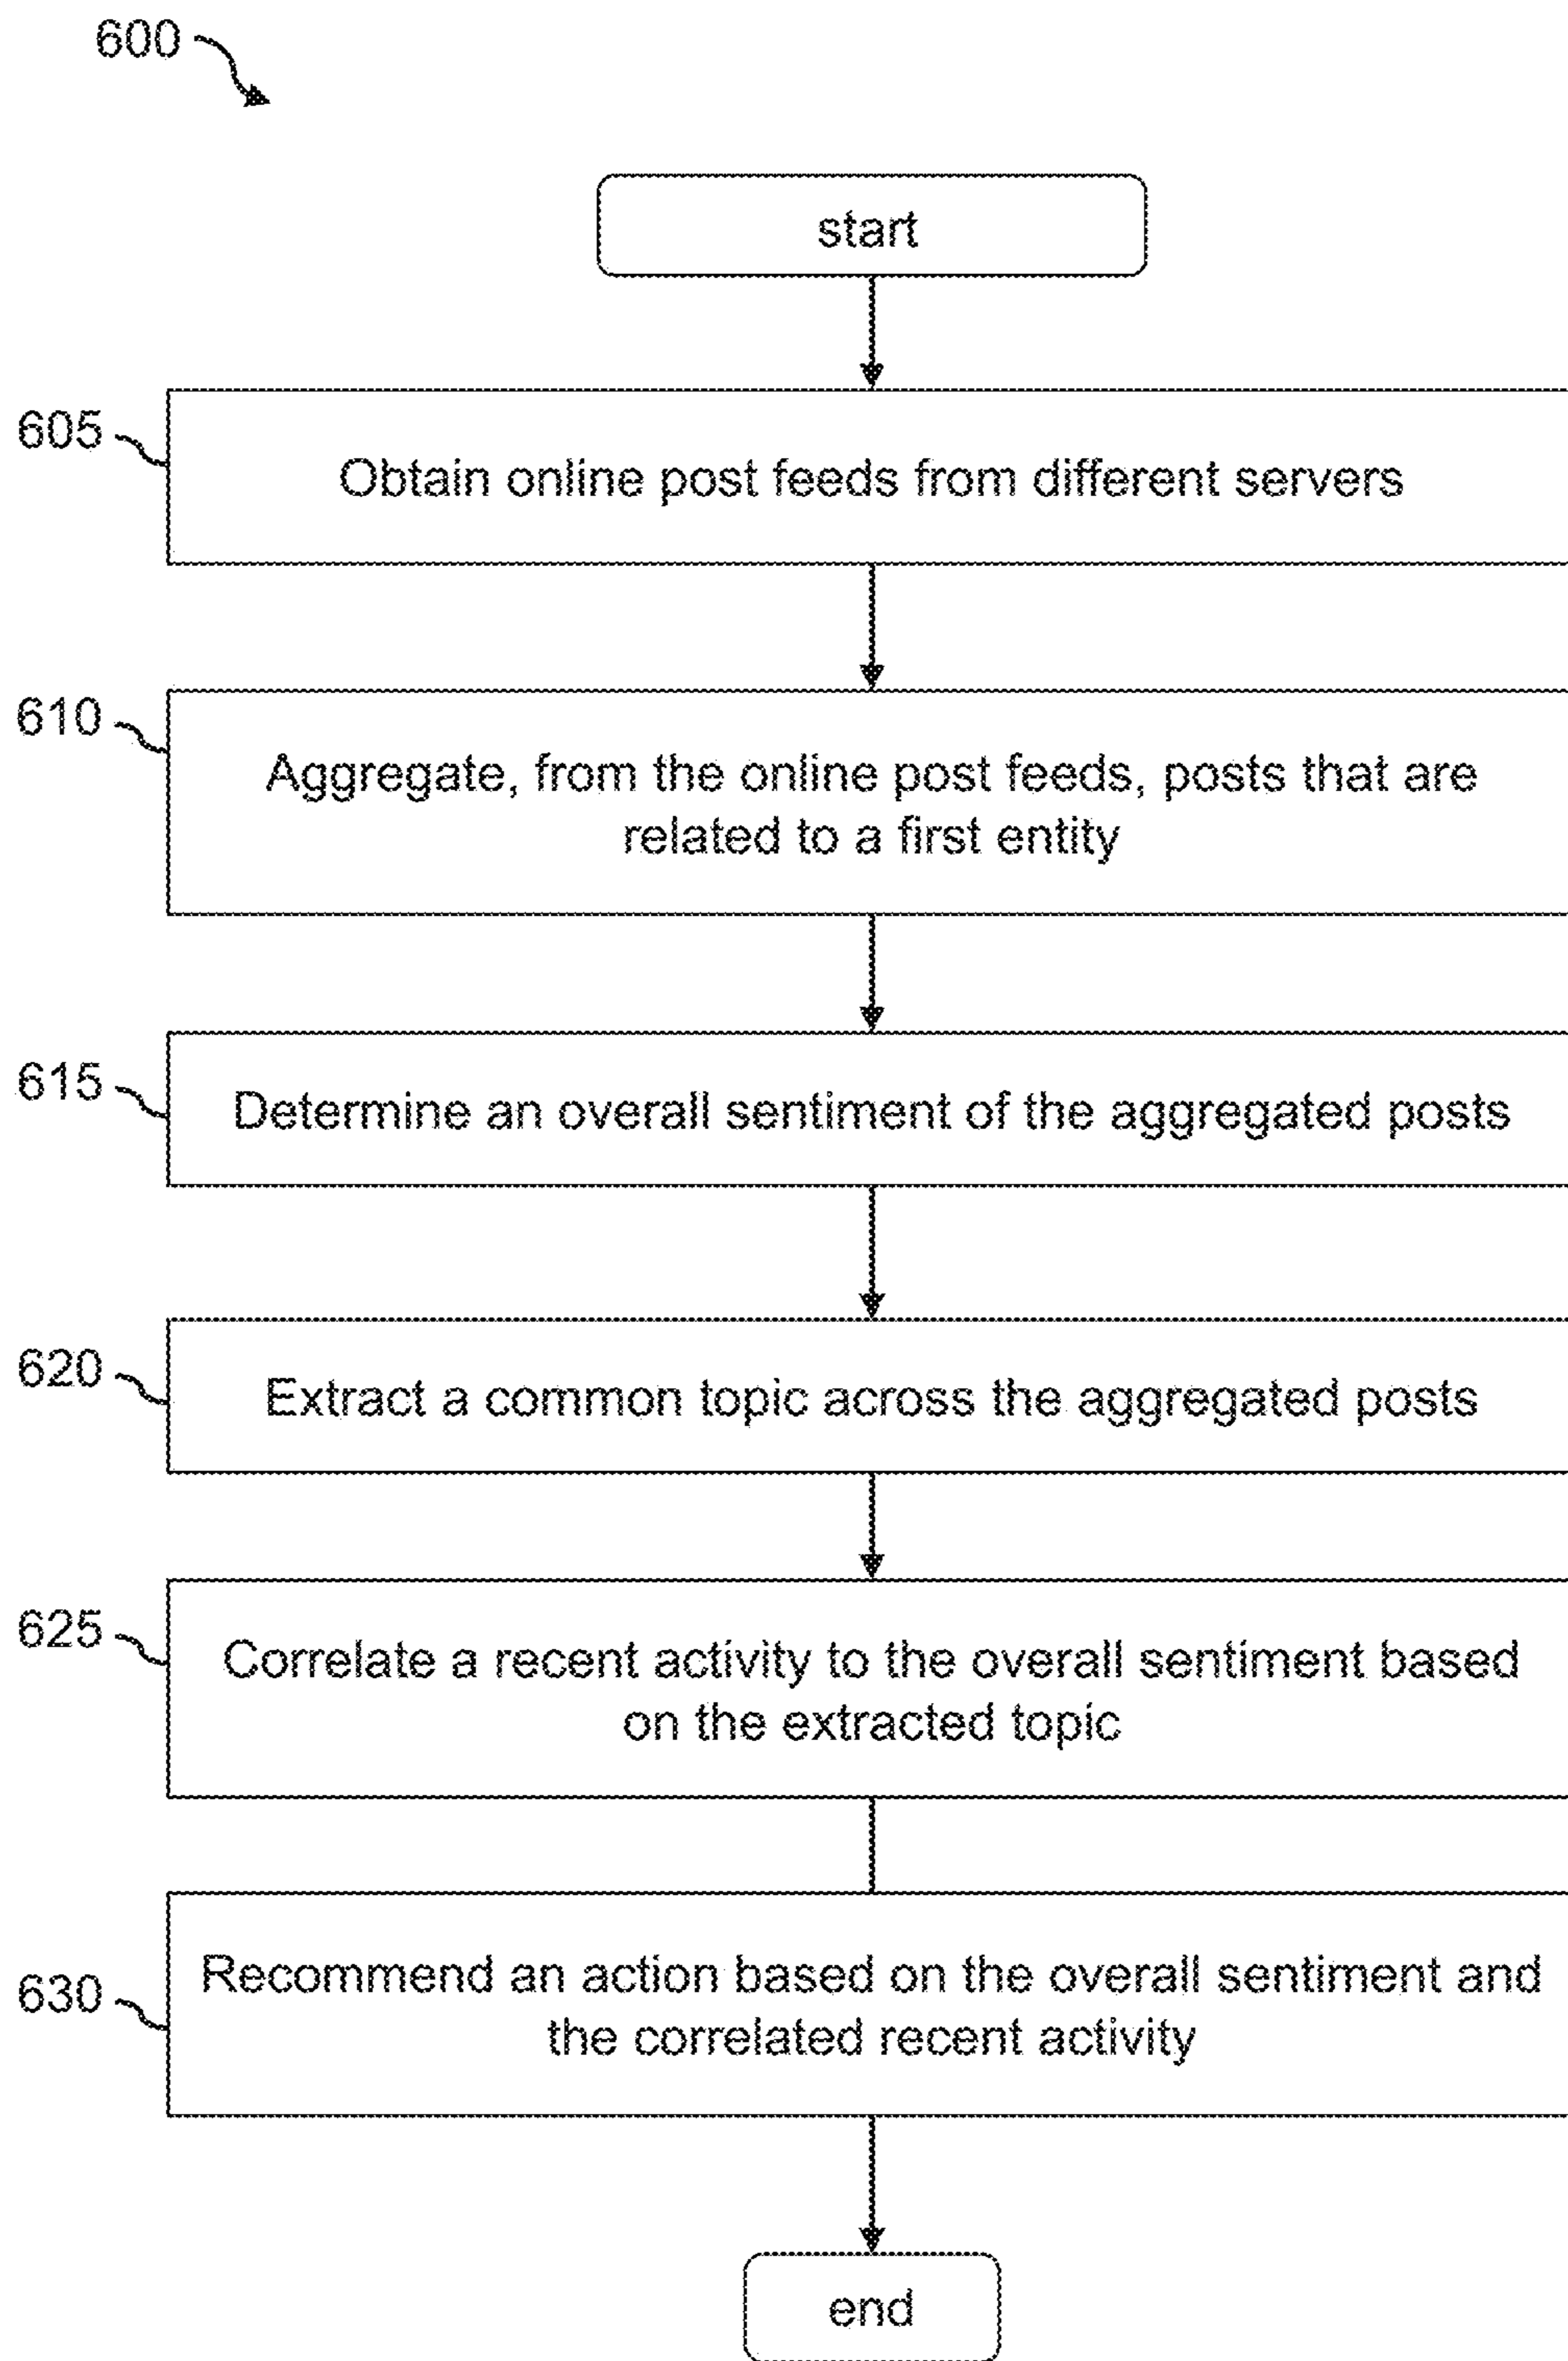 600
start
605
Obtain online post feeds from different servers
610
Aggregate, from the online post feeds, posts that are
related to a first entity
615
Determine an overall sentiment of the aggregated posts
620
Extract a common topic across the aggregated posts
625
Correlate a recent activity to the overall sentiment based
on the extracted topic
630
Recommend an action based on the overall sentiment and
the correlated recent activity
end